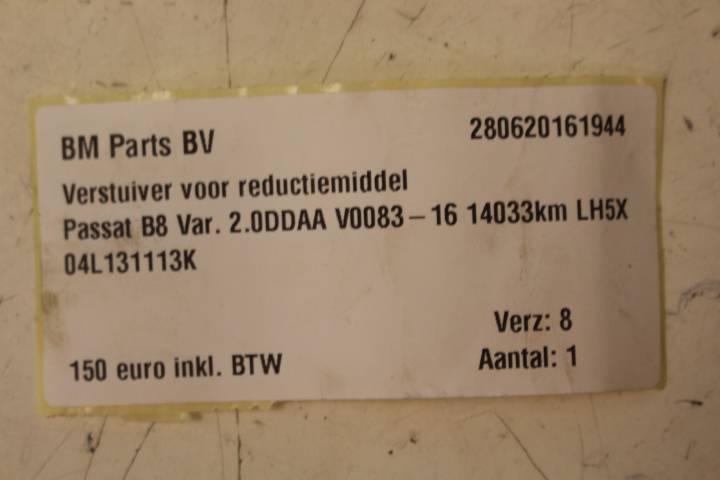 BM Parts BV 280620161944
Verstuiver voor reductiemiddel
Passat B8 Var. 2.0DDAA V0083-16 14033km LH5X
04L131113K
Verz: 8
150 euro inkl. BTW Aantal: 1